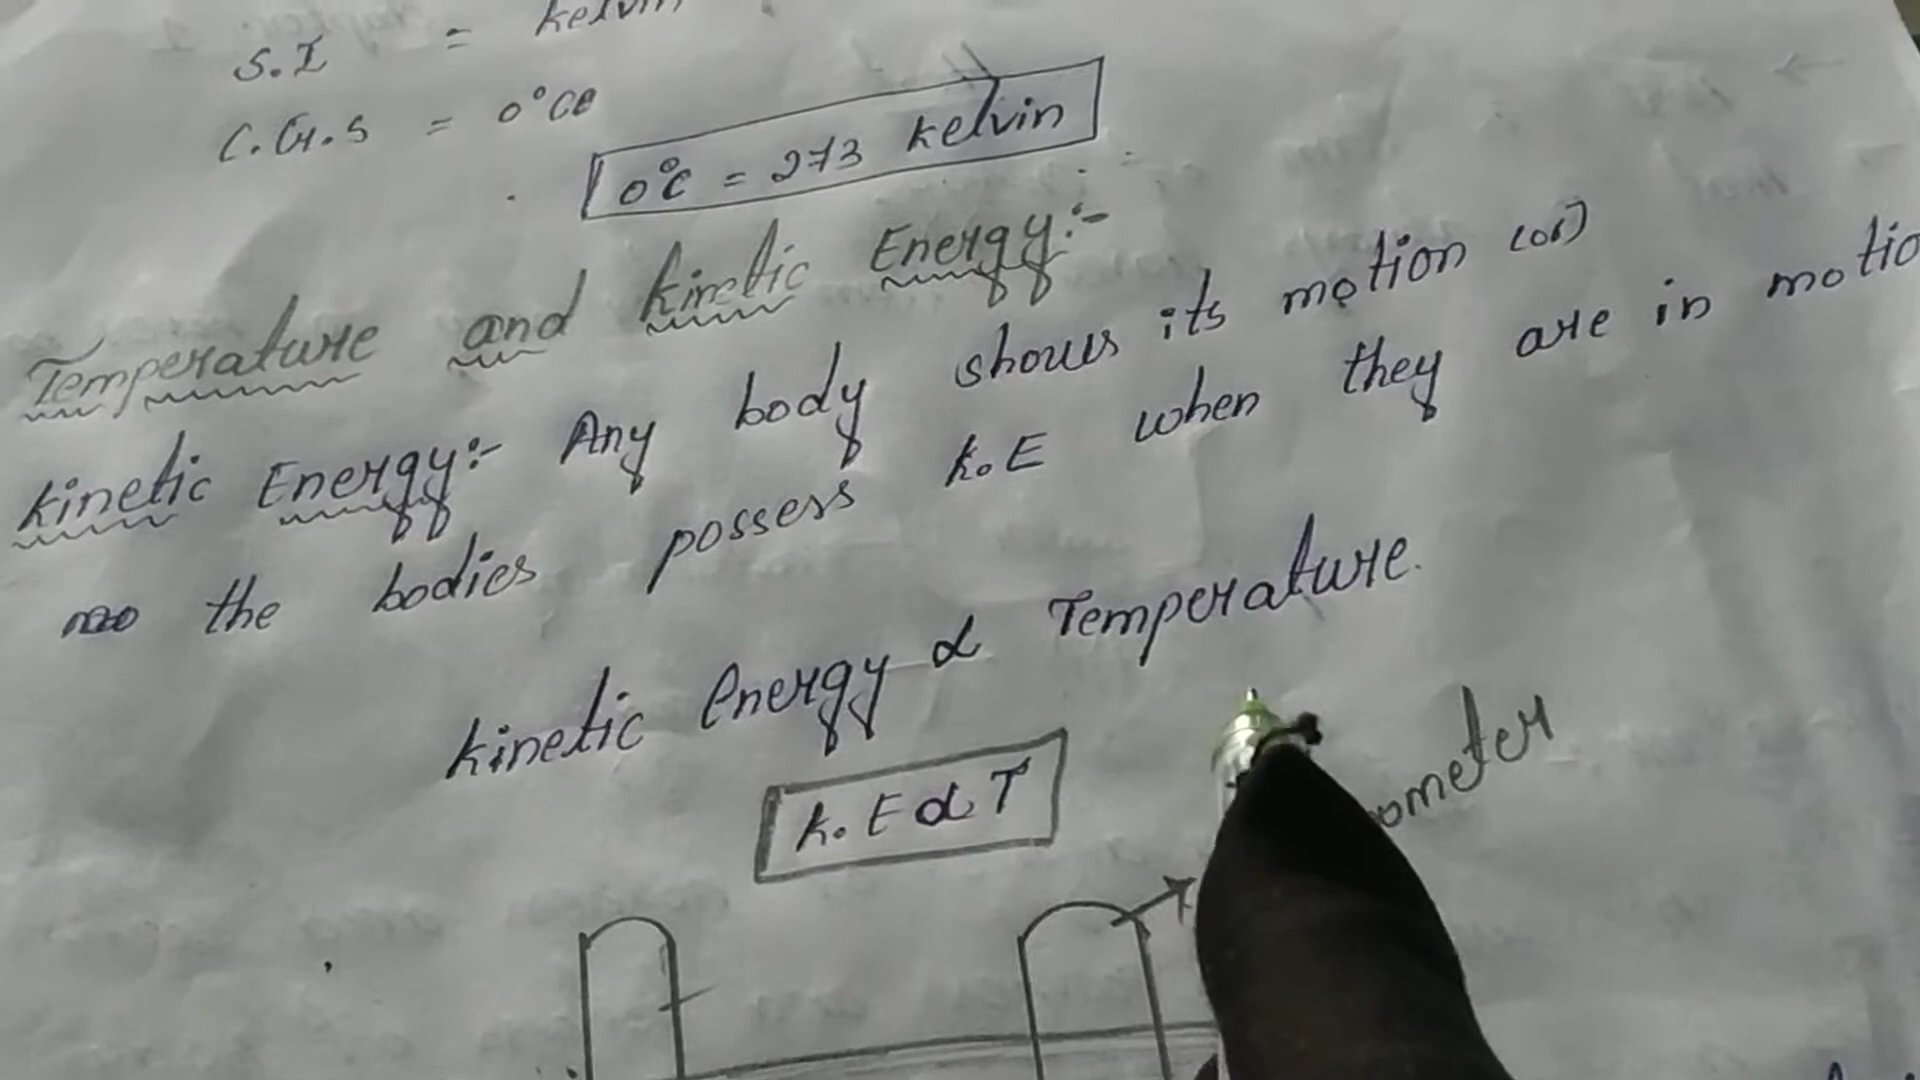 S.I = kelvin
C.G.S = 0°Ce
0°C = 273 kelvin
Temperature and kinetic Energy:-
kinetic Energy:- Any body shows its motion (or)
the bodies possess k.E when they are in motio
kinetic energy α Temperature.
k.E α T
ometer